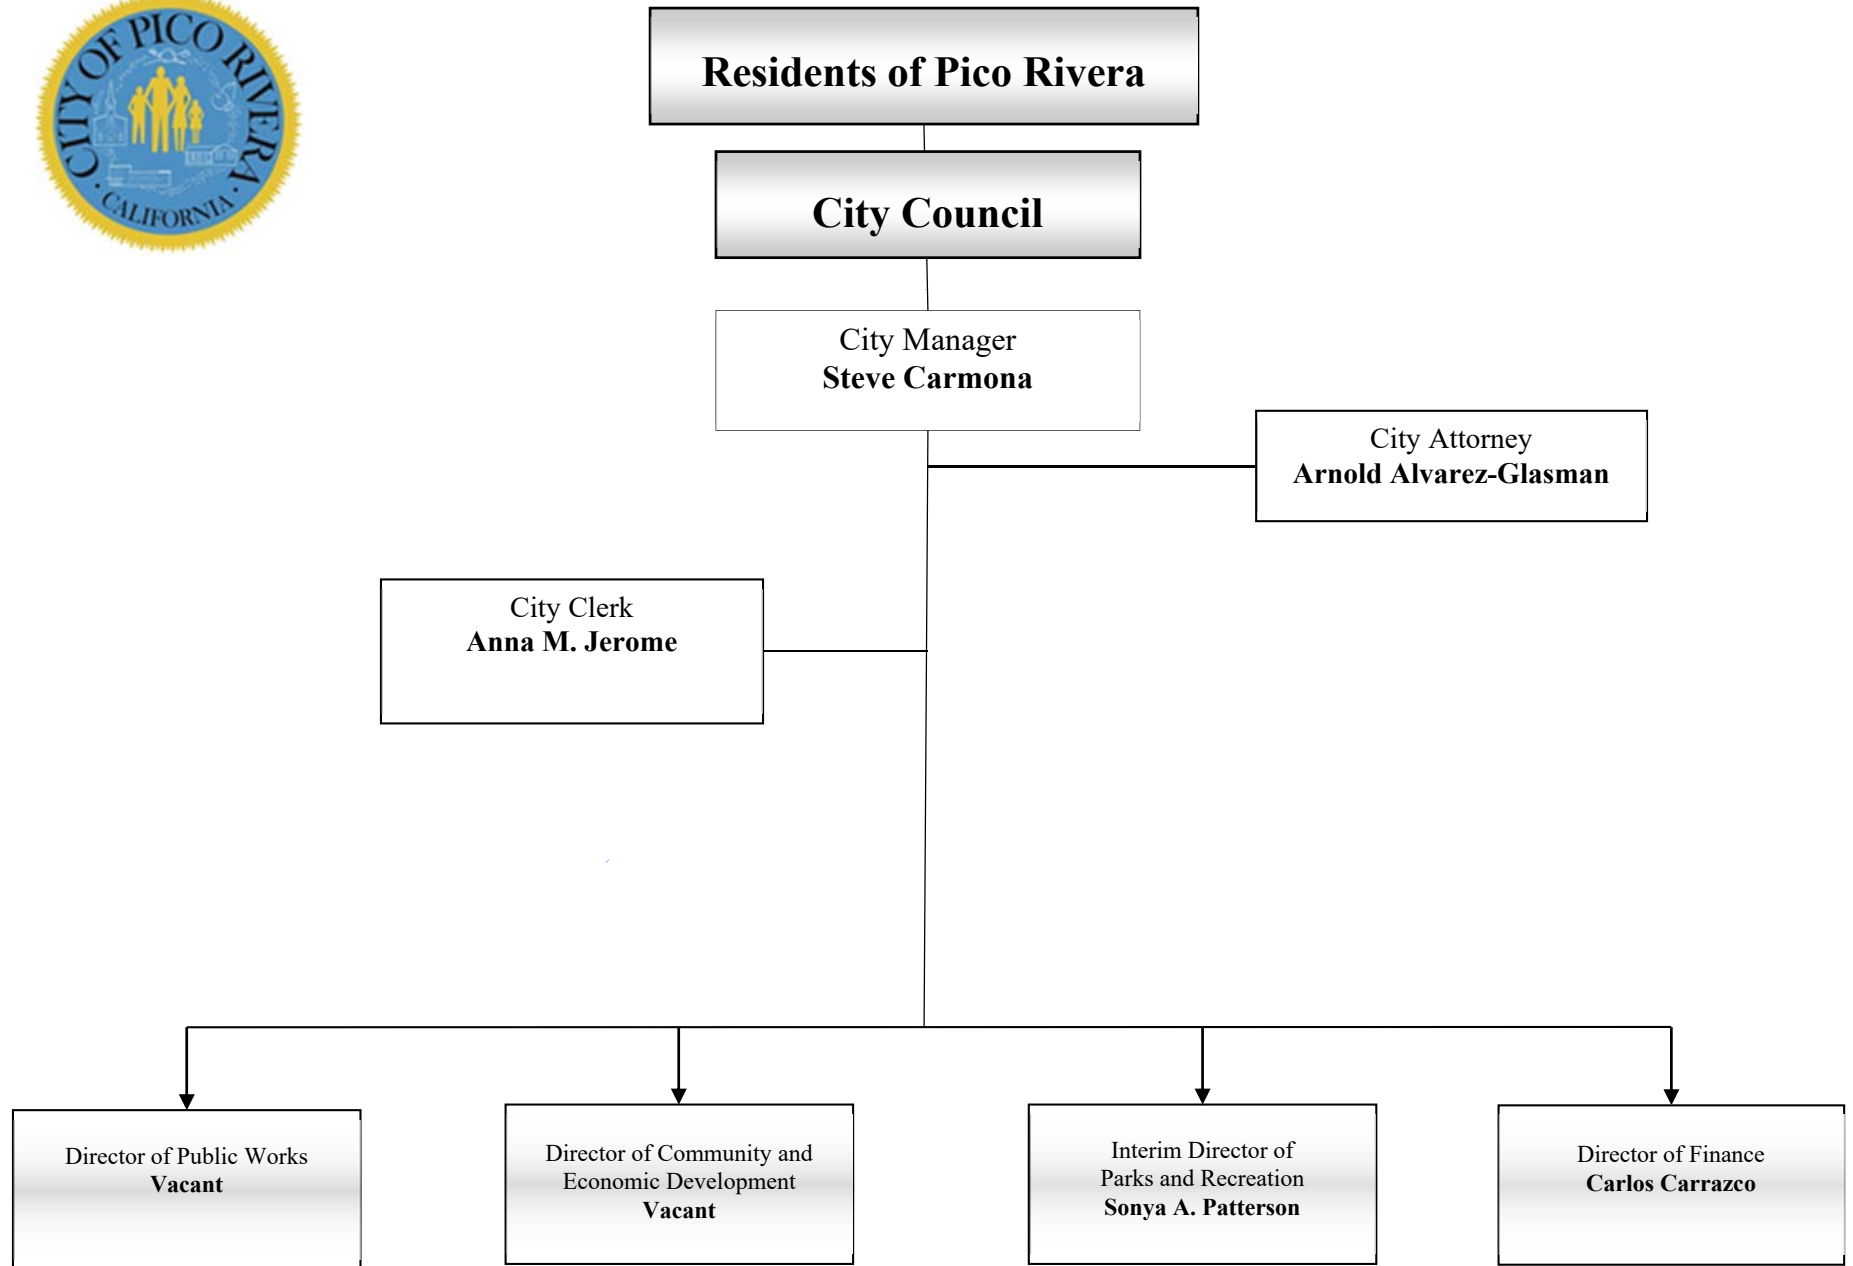 CITY OF PICO RIVERA
CALIFORNIA
Residents of Pico Rivera
City Council
City Manager
Steve Carmona
City Attorney
Arnold Alvarez-Glasman
City Clerk
Anna M. Jerome
Director of Public Works
Vacant
Director of Community and
Economic Development
Vacant
Interim Director of
Parks and Recreation
Sonya A. Patterson
Director of Finance
Carlos Carrazco